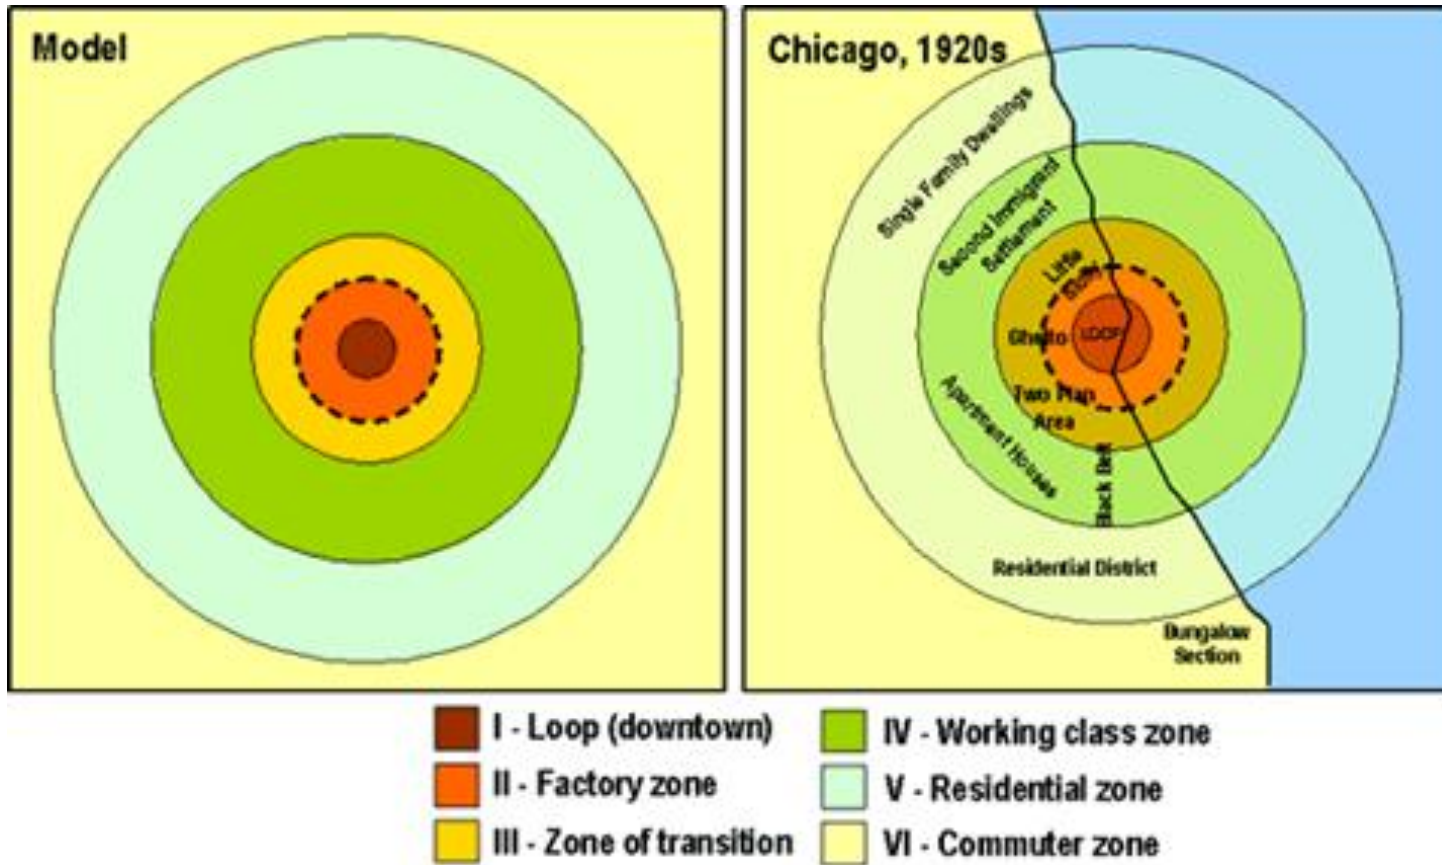 Model
Chicago, 1920s
Single Family Dwellings
Second Immigrant
Settlement
Little
Ghetto
LOOP
Two Flap
Area
Apartment Houses
Black Belt
Residential District
Bungalow
Section
I - Loop (downtown)
II - Factory zone
III - Zone of transition
IV - Working class zone
V - Residential zone
VI - Commuter zone